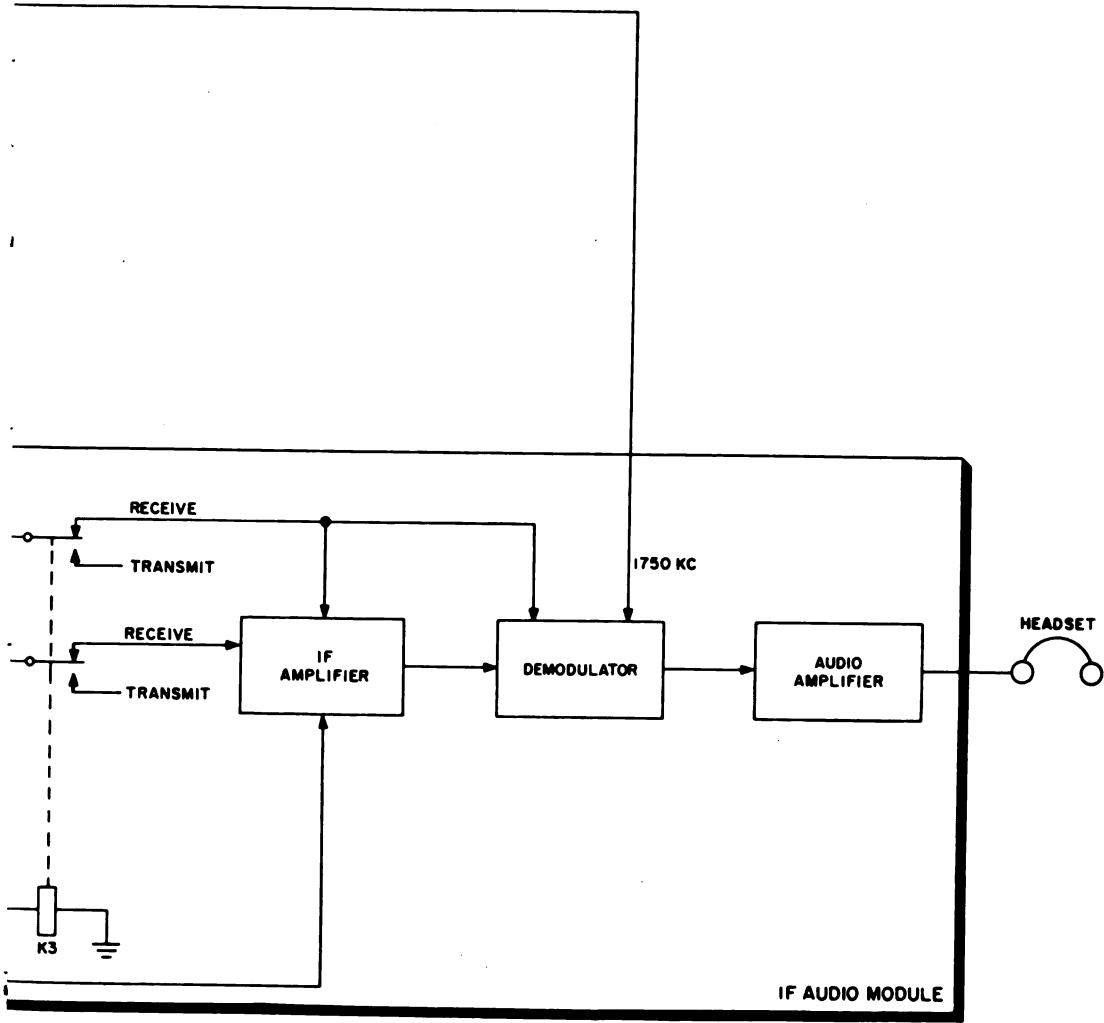 RECEIVE
TRANSMIT
1750 KC
RECEIVE
TRANSMIT
IF
AMPLIFIER
DEMODULATOR
AUDIO
AMPLIFIER
HEADSET
K3
IF AUDIO MODULE